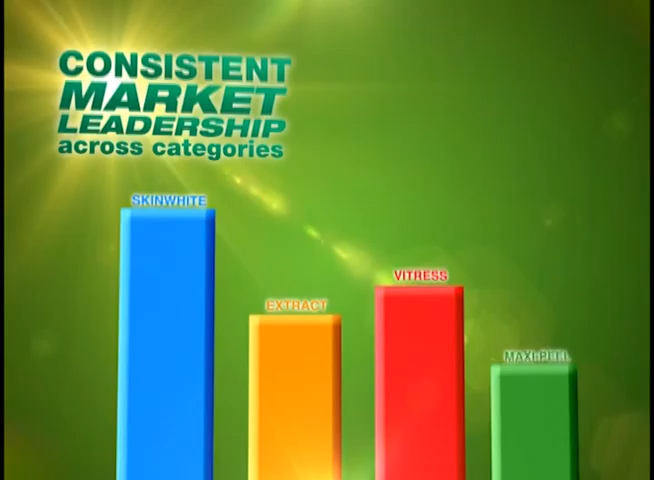 CONSISTENT
MARKET
LEADERSHIP
across categories
SKINWHITE
EXTRACT
VITRESS
MAXI-PEEL